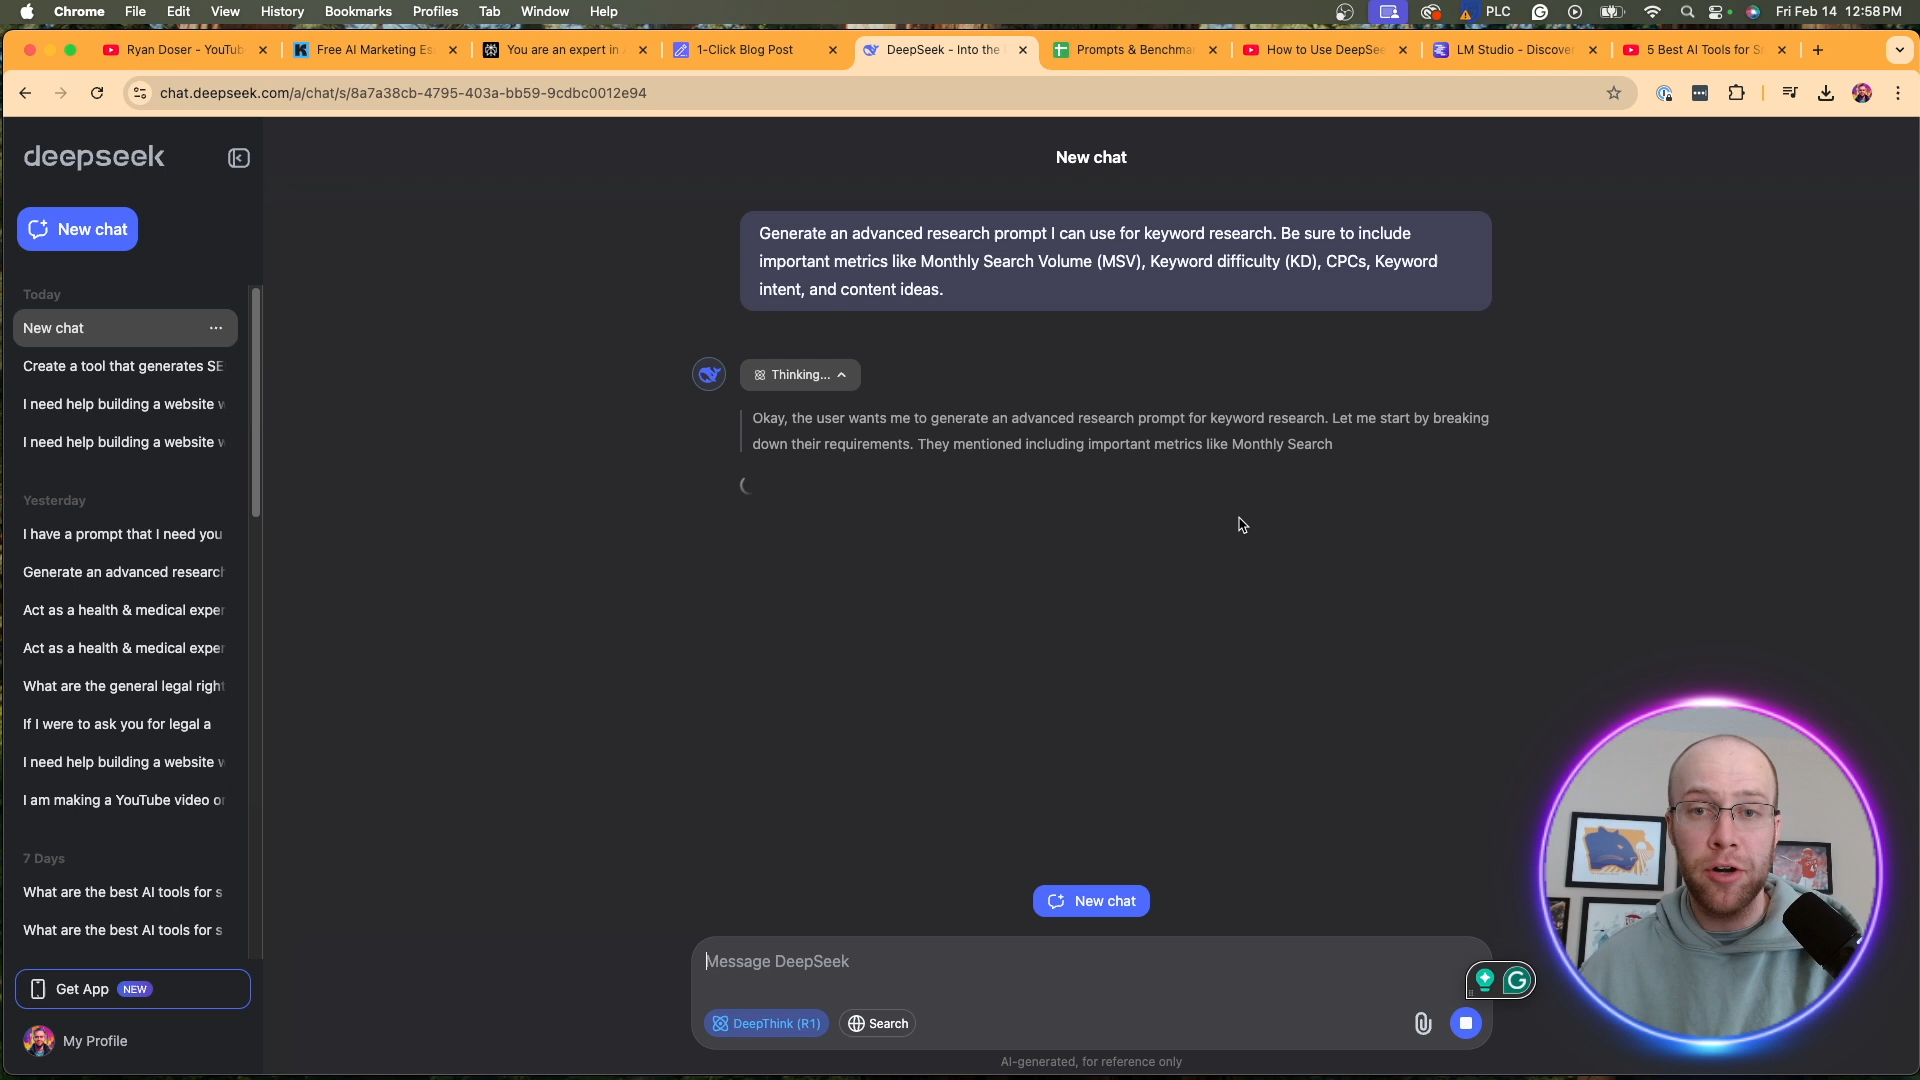 Chrome File Edit View History Bookmarks Profiles Tab Window Help PLC Fri Feb 14 12:58 PM
Ryan Doser - YouTub Free AI Marketing Es You are an expert in 1-Click Blog Post DeepSeek - Into the Prompts & Benchmar How to Use DeepSe LM Studio - Discove 5 Best AI Tools for S
chat.deepseek.com/a/chat/s/8a7a38cb-4795-403a-bb59-9cdbc0012e94
deepseek
New chat
Today
New chat
Create a tool that generates SE
I need help building a website w
I need help building a website w
Yesterday
I have a prompt that I need you
Generate an advanced research
Act as a health & medical exper
Act as a health & medical exper
What are the general legal right
If I were to ask you for legal a
I need help building a website w
I am making a YouTube video or
7 Days
What are the best AI tools for s
What are the best AI tools for s
Get App NEW
My Profile
New chat
Generate an advanced research prompt I can use for keyword research. Be sure to include
important metrics like Monthly Search Volume (MSV), Keyword difficulty (KD), CPCs, Keyword
intent, and content ideas.
Thinking...
Okay, the user wants me to generate an advanced research prompt for keyword research. Let me start by breaking
down their requirements. They mentioned including important metrics like Monthly Search
New chat
Message DeepSeek
DeepThink (R1) Search
AI-generated, for reference only